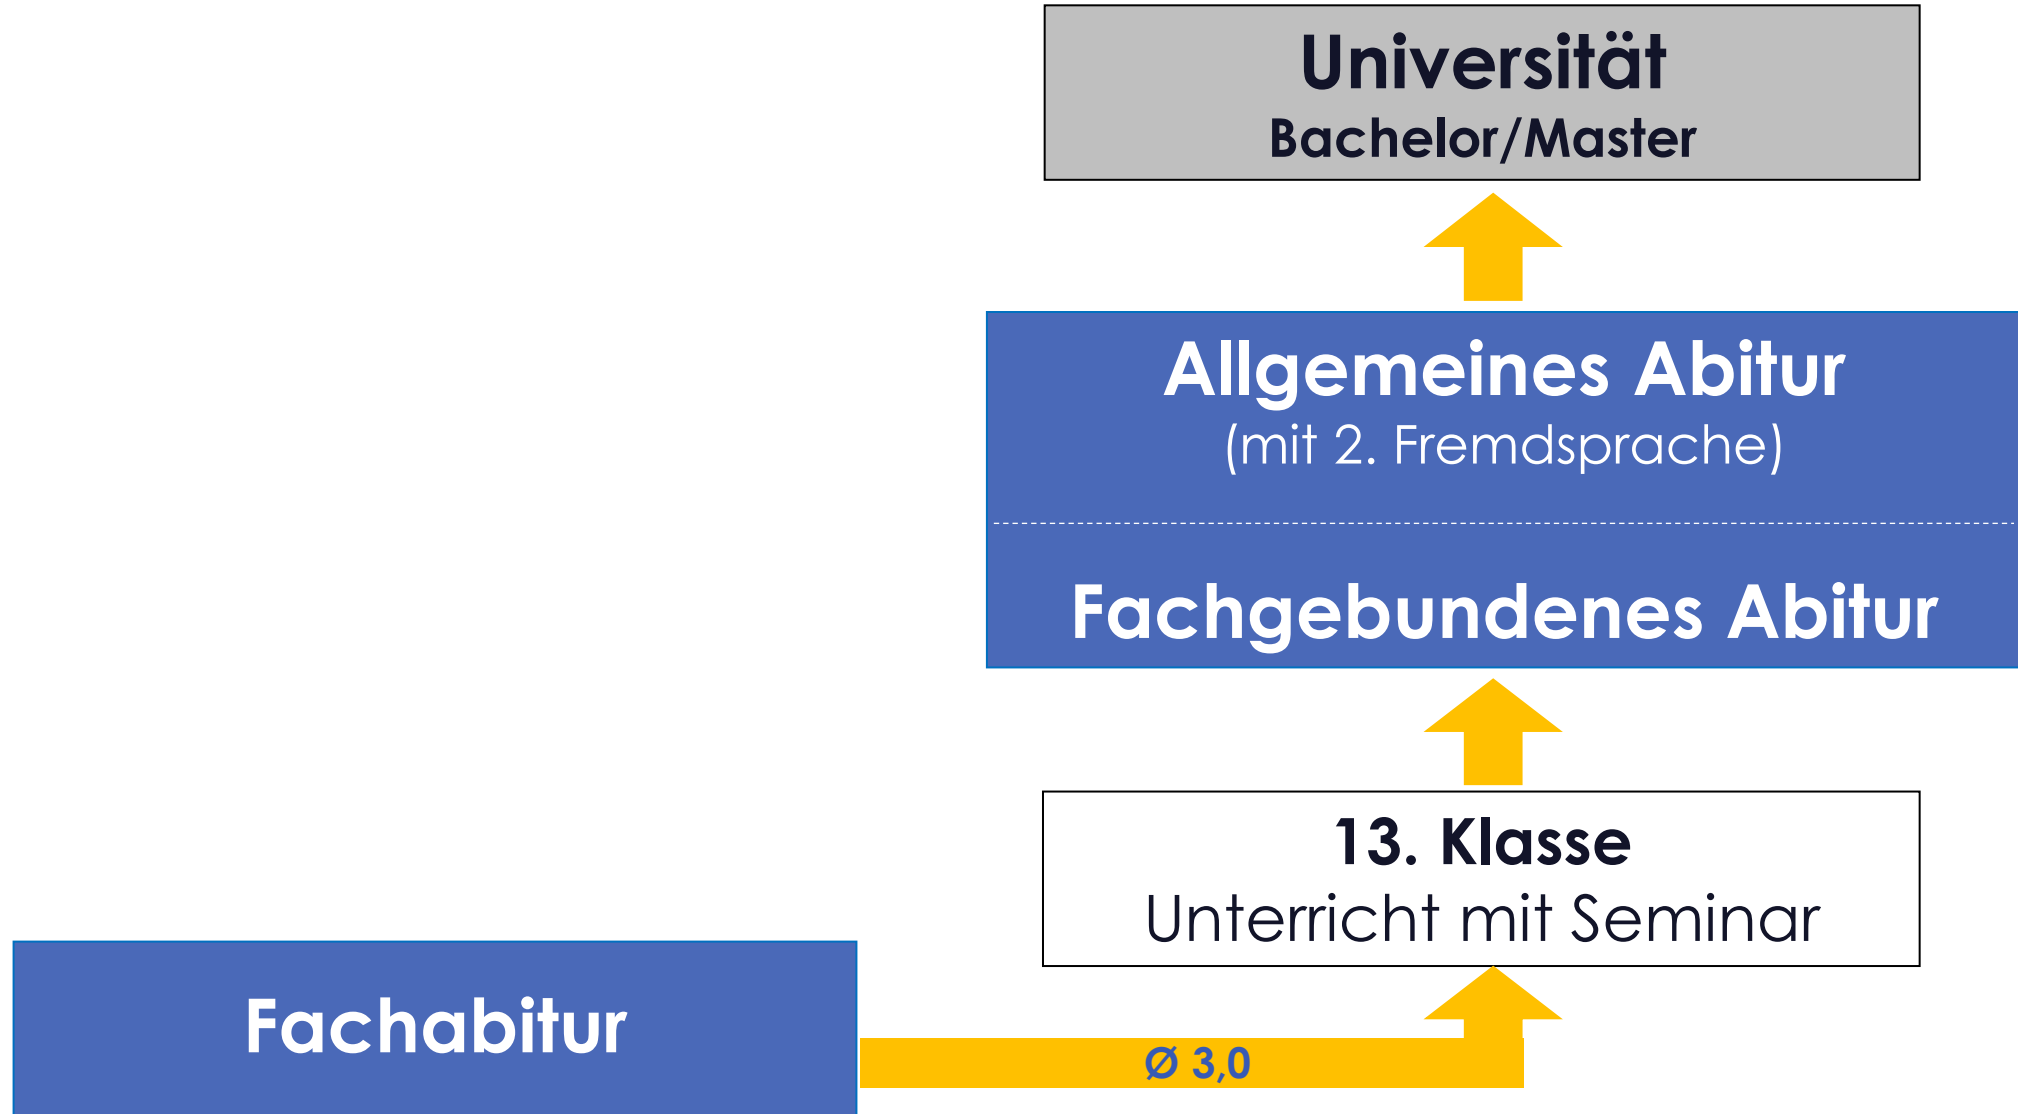 Universität
Bachelor/Master
Allgemeines Abitur
(mit 2. Fremdsprache)
Fachgebundenes Abitur
13. Klasse
Unterricht mit Seminar
Fachabitur
Ø 3,0